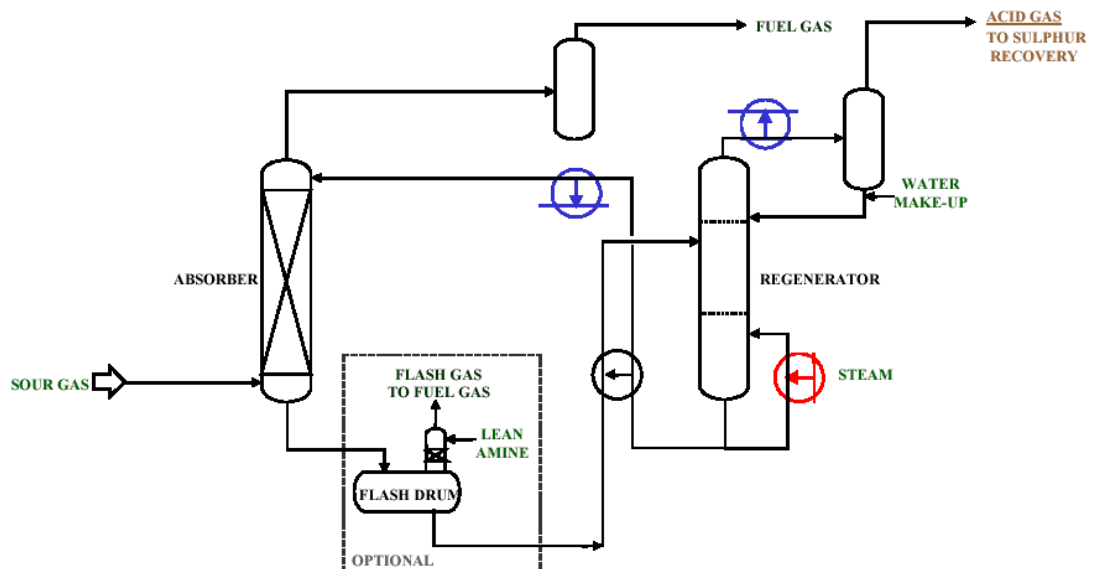 FUEL GAS
ACID GAS
TO SULPHUR
RECOVERY
WATER
MAKE-UP
ABSORBER
REGENERATOR
SOUR GAS
FLASH GAS
TO FUEL GAS
STEAM
LEAN
AMINE
FLASH DRUM
OPTIONAL